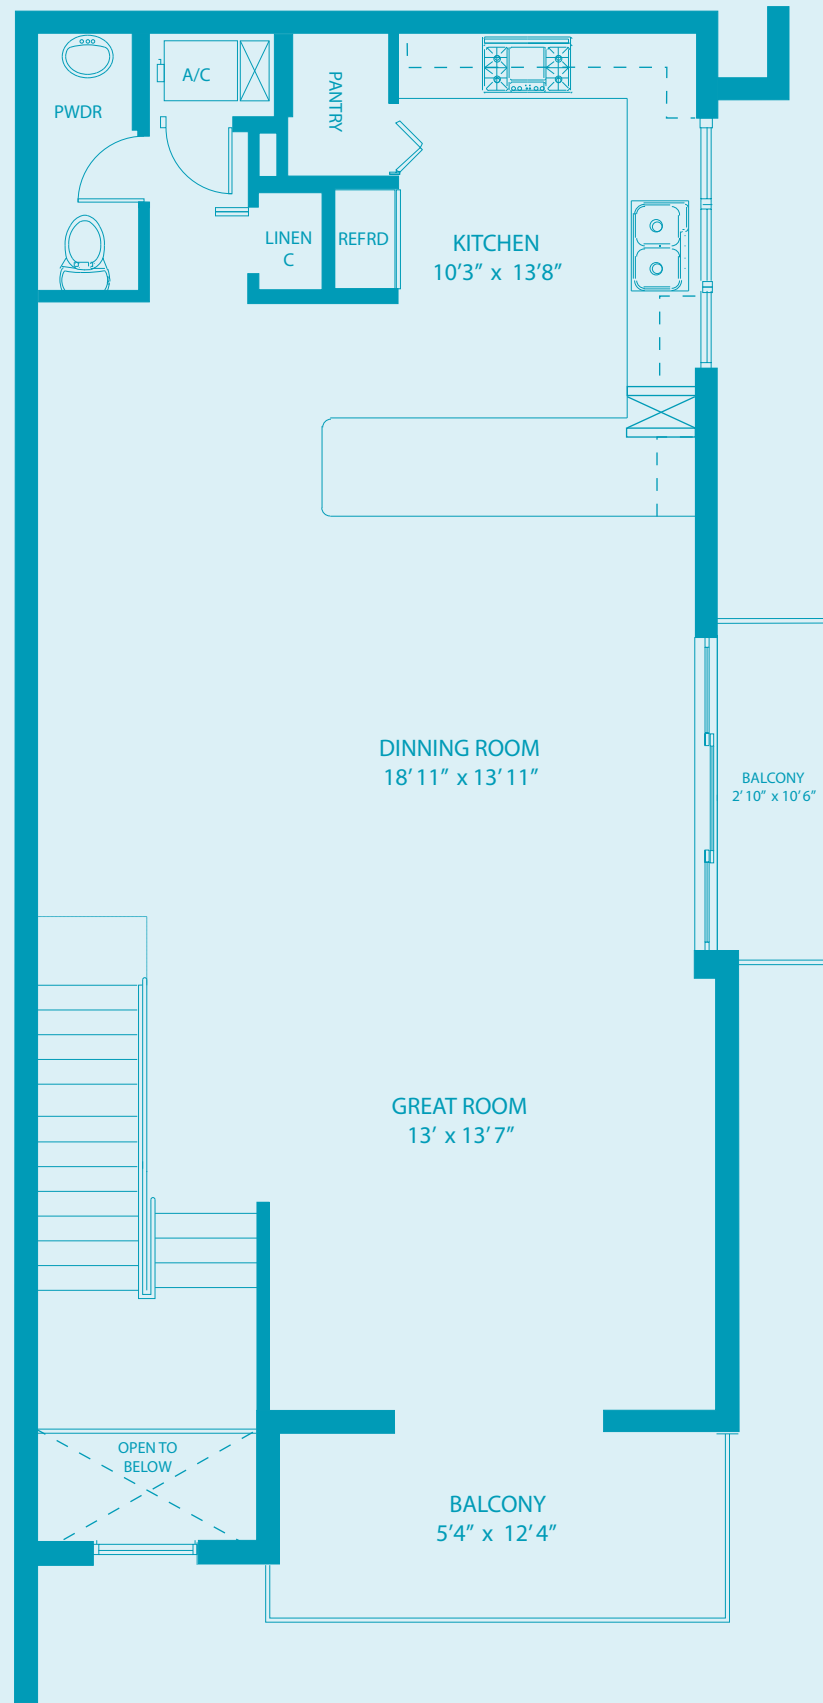 A/C
PWDR
PANTRY
LINEN
C
REFRD
KITCHEN
10'3" x 13'8"
DINNING ROOM
18'11" x 13'11"
BALCONY
2'10" x 10'6"
GREAT ROOM
13' x 13'7"
OPEN TO
BELOW
BALCONY
5'4" x 12'4"